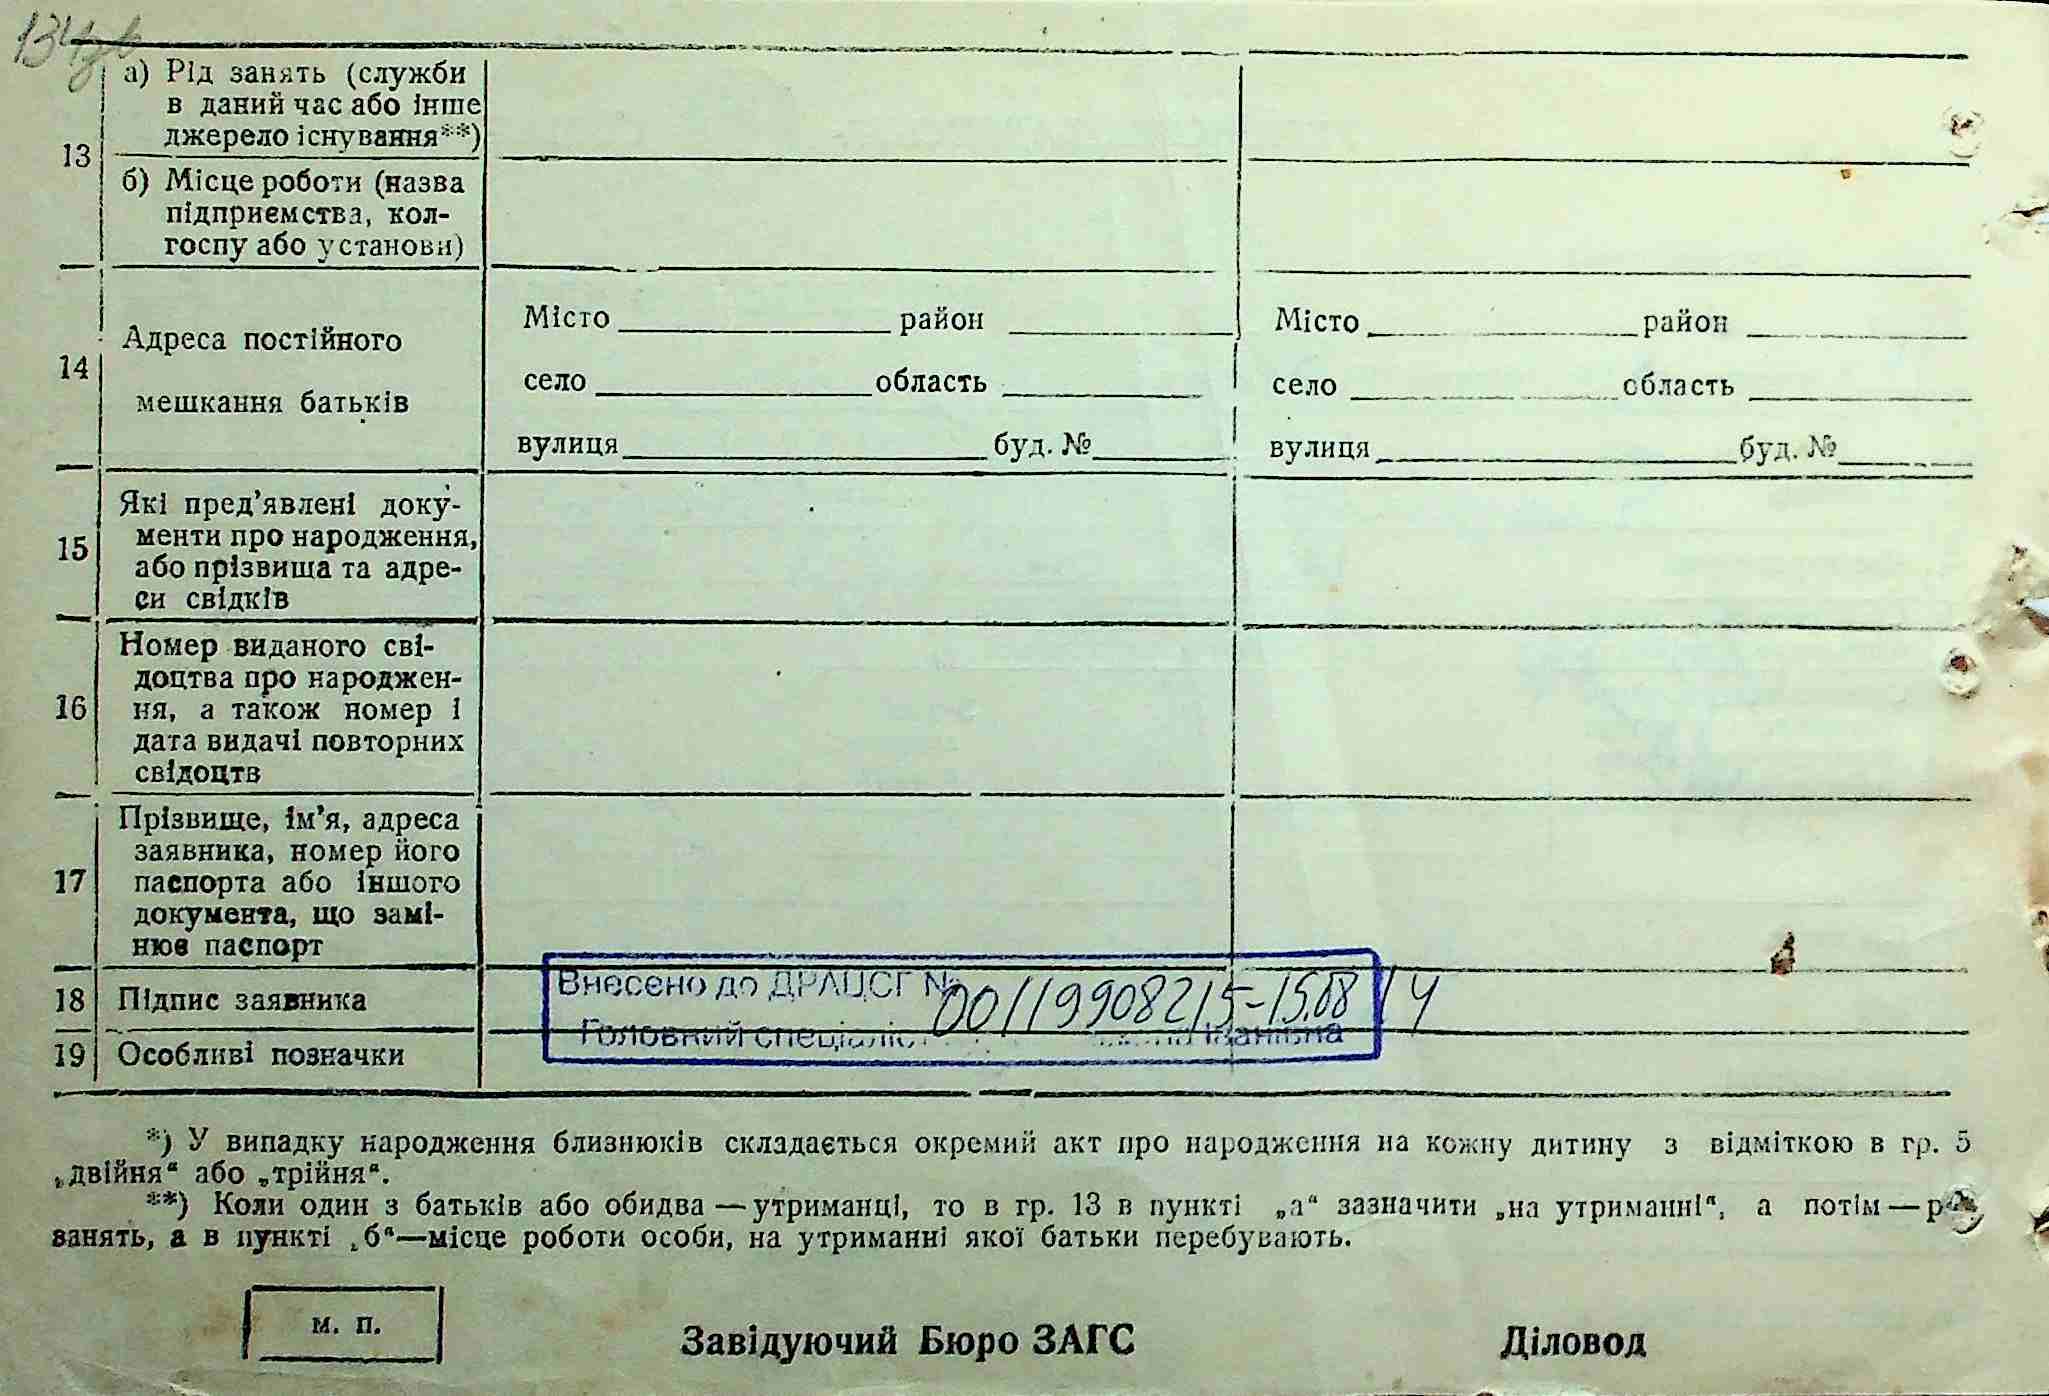 134зв
13
а) Рід занять (служби
в даний час або інше
джерело існування**)
б) Місце роботи (назва
підприємства, кол-
госпу або установи)
14
Адреса постійного
мешкання батьків
Місто район
село область
вулиця буд. №
Місто район
село область
вулиця буд. №
15
Які пред’явлені доку-
менти про народження,
або прізвища та адре-
си свідків
16
Номер виданого сві-
доцтва про народжен-
ня, а також номер і
дата видачі повторних
свідоцтв
17
Прізвище, ім’я, адреса
заявника, номер його
паспорта або іншого
документа, що замі-
нює паспорт
18 Підпис заявника
19 Особливі позначки
Внесено до ДРАЦСГ № 00119908215-15.08.14
Головний спеціаліс Іванівна
*) У випадку народження близнюків складається окремий акт про народження на кожну дитину з відміткою в гр. 5
„двійня“ або „трійня“.
**) Коли один з батьків або обидва — утриманці, то в гр. 13 в пункті „а“ зазначити „на утриманні“, а потім — р
занять, а в пункті „б“—місце роботи особи, на утриманні якої батьки перебувають.
м. п.
Завідуючий Бюро ЗАГС
Діловод